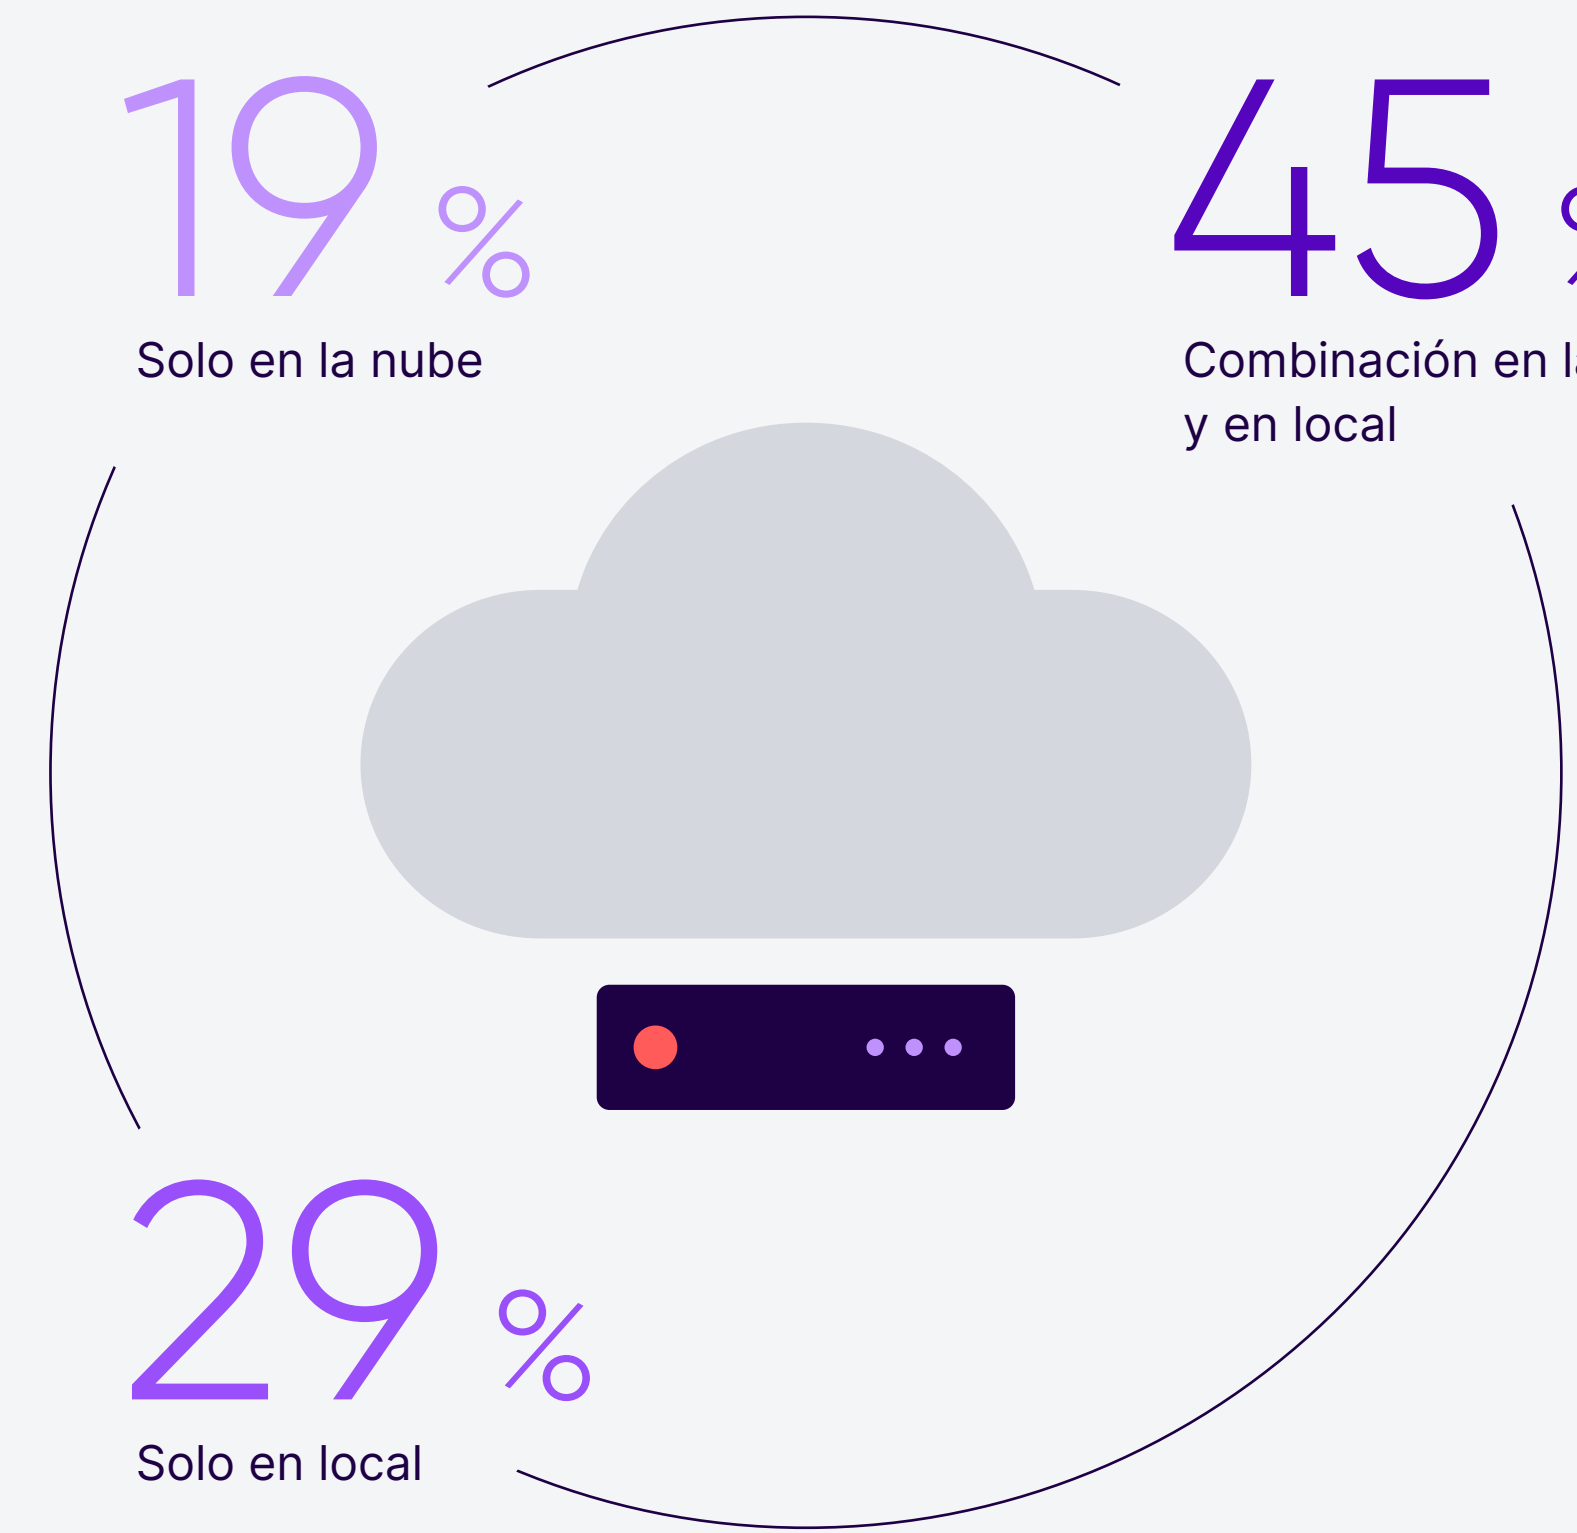 19 %
Solo en la nube
45
Combinación en
y en local
29 %
Solo en local